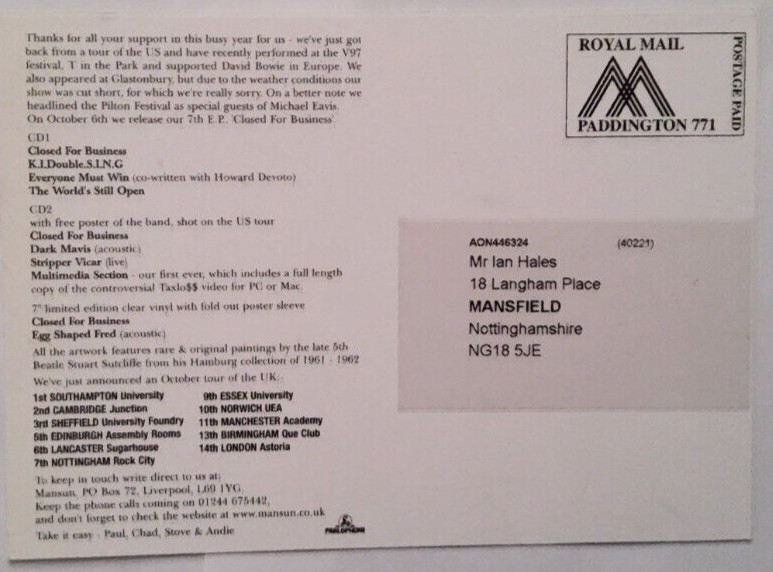 Thanks for all your support in this busy year for us - we've just got
back from a tour of the US and have recently performed at the V97
festival, T in the Park and supported David Bowie in Europe. We
also appeared at Glastonbury, but due to the weather conditions our
show was cut short, for which we're really sorry. On a better note we
headlined the Pilton Festival as special guests of Michael Eavis.
On October 6th we release our 7th E.P. 'Closed For Business'.
CD1
Closed For Business
K.I.Double.S.I.N.G
Everyone Must Win (co-written with Howard Devoto)
The World's Still Open
CD2
with free poster of the band, shot on the US tour
Closed For Business
Dark Mavis (acoustic)
Stripper Vicar (live)
Multimedia Section - our first ever, which includes a full length
copy of the controversial Taxlo$$ video for PC or Mac.
7" limited edition clear vinyl with fold out poster sleeve
Closed For Business
Egg Shaped Fred (acoustic)
All the artwork features rare & original paintings by the late 5th
Beatle Stuart Sutcliffe from his Hamburg collection of 1961 - 1962
We've just announced an October tour of the UK:-
1st SOUTHAMPTON University
2nd CAMBRIDGE Junction
3rd SHEFFIELD University Foundry
5th EDINBURGH Assembly Rooms
6th LANCASTER Sugarhouse
7th NOTTINGHAM Rock City
9th ESSEX University
10th NORWICH UEA
11th MANCHESTER Academy
13th BIRMINGHAM Que Club
14th LONDON Astoria
To keep in touch write direct to us at;
Mansun, PO Box 72, Liverpool, L69 1YG.
Keep the phone calls coming on 01244 675442,
and don't forget to check the website at www.mansun.co.uk
Take it easy - Paul, Chad, Stove & Andie
PARLOPHONE
ROYAL MAIL
POSTAGE PAID
PADDINGTON 771
AON446324 (40221)
Mr Ian Hales
18 Langham Place
MANSFIELD
Nottinghamshire
NG18 5JE